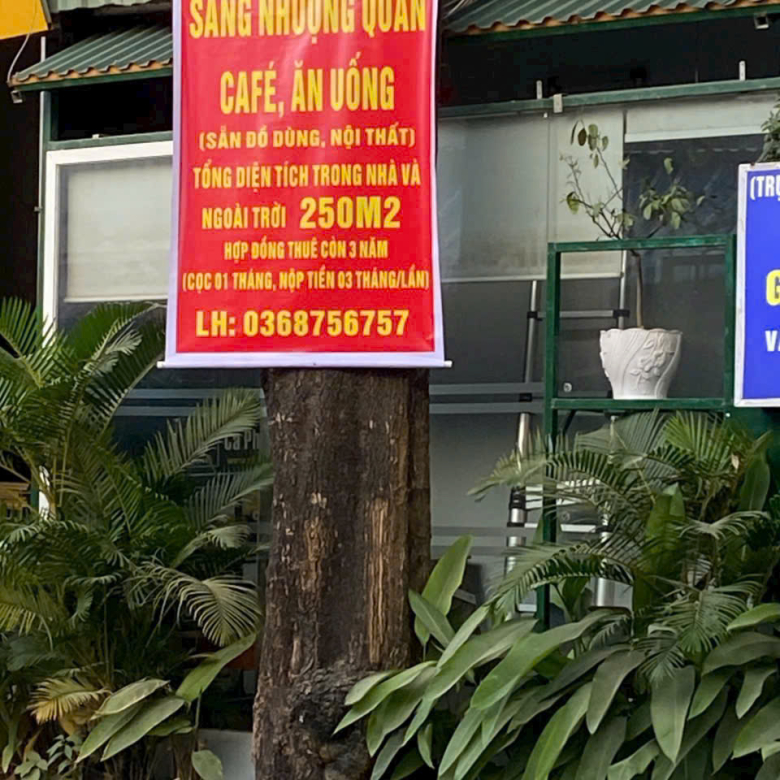 SANG NHƯỢNG QUÁN
CAFÉ, ĂN UỐNG
(SẴN ĐỒ DÙNG, NỘI THẤT)
TỔNG DIỆN TÍCH TRONG NHÀ VÀ
NGOÀI TRỜI 250M2
HỢP ĐỒNG THUÊ CÒN 3 NĂM
(CỌC 01 THÁNG, NỘP TIỀN 03 THÁNG/LẦN)
LH: 0368756757